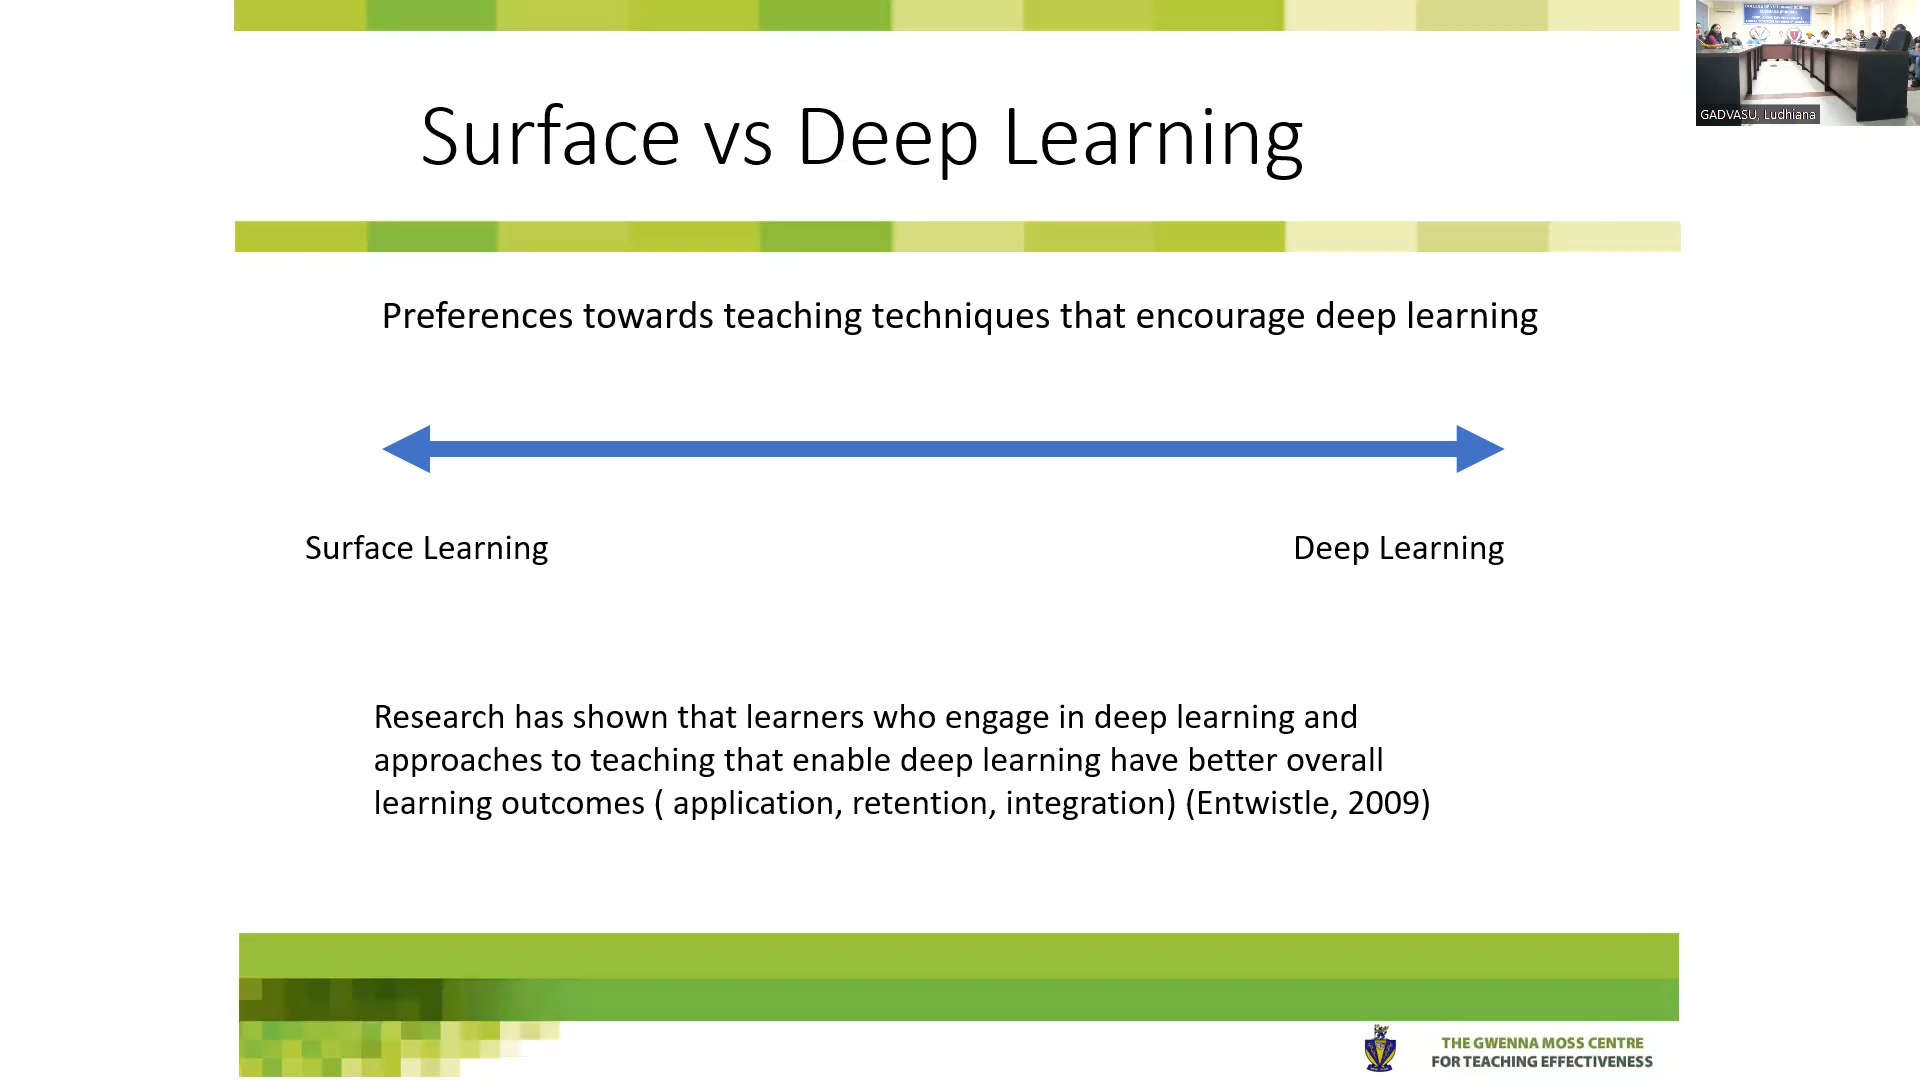 Surface vs Deep Learning
Preferences towards teaching techniques that encourage deep learning
Surface Learning
Deep Learning
Research has shown that learners who engage in deep learning and
approaches to teaching that enable deep learning have better overall
learning outcomes ( application, retention, integration) (Entwistle, 2009)
THE GWENNA MOSS CENTRE
FOR TEACHING EFFECTIVENESS
GADVASU, Ludhiana